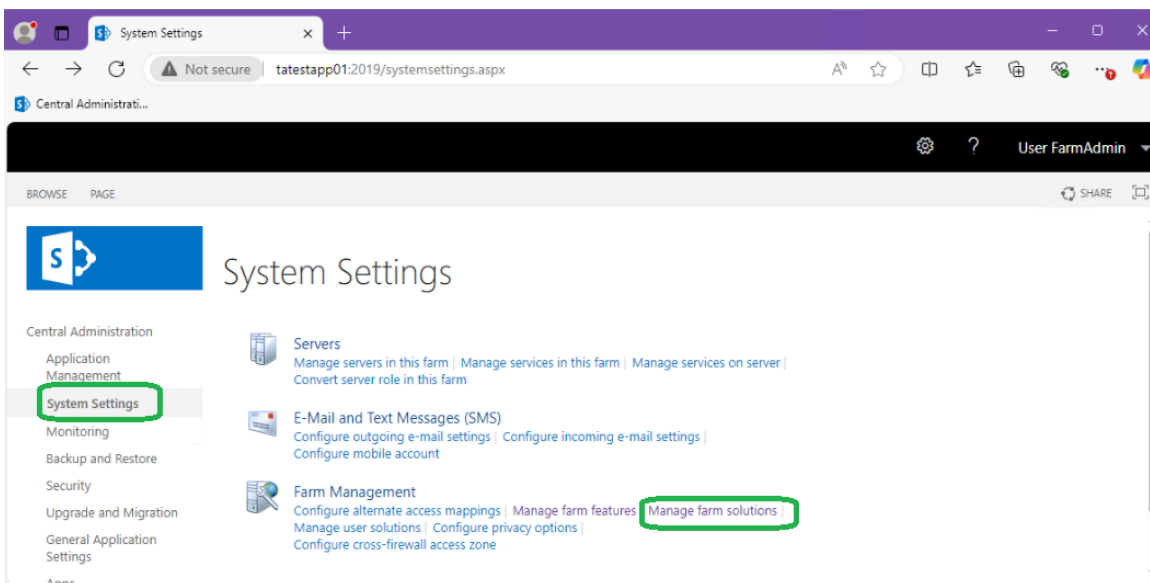 System Settings
Not secure tatestapp01:2019/systemsettings.aspx
Central Administrati...
? User FarmAdmin
BROWSE PAGE SHARE
S
System Settings
Central Administration
Application
Management
System Settings
Monitoring
Backup and Restore
Security
Upgrade and Migration
General Application
Settings
Apps
Servers
Manage servers in this farm | Manage services in this farm | Manage services on server |
Convert server role in this farm
E-Mail and Text Messages (SMS)
Configure outgoing e-mail settings | Configure incoming e-mail settings |
Configure mobile account
Farm Management
Configure alternate access mappings | Manage farm features | Manage farm solutions |
Manage user solutions | Configure privacy options |
Configure cross-firewall access zone